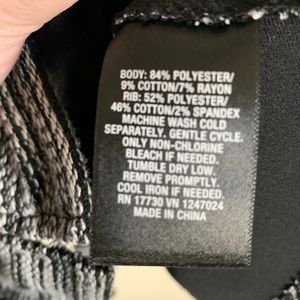 BODY: 84% POLYESTER/
9% COTTON/7% RAYON
RIB: 52% POLYESTER/
46% COTTON/2% SPANDEX
MACHINE WASH COLD
SEPARATELY. GENTLE CYCLE.
ONLY NON-CHLORINE
BLEACH IF NEEDED.
TUMBLE DRY LOW.
REMOVE PROMPTLY.
COOL IRON IF NEEDED.
RN 17730 VN 1247024
MADE IN CHINA